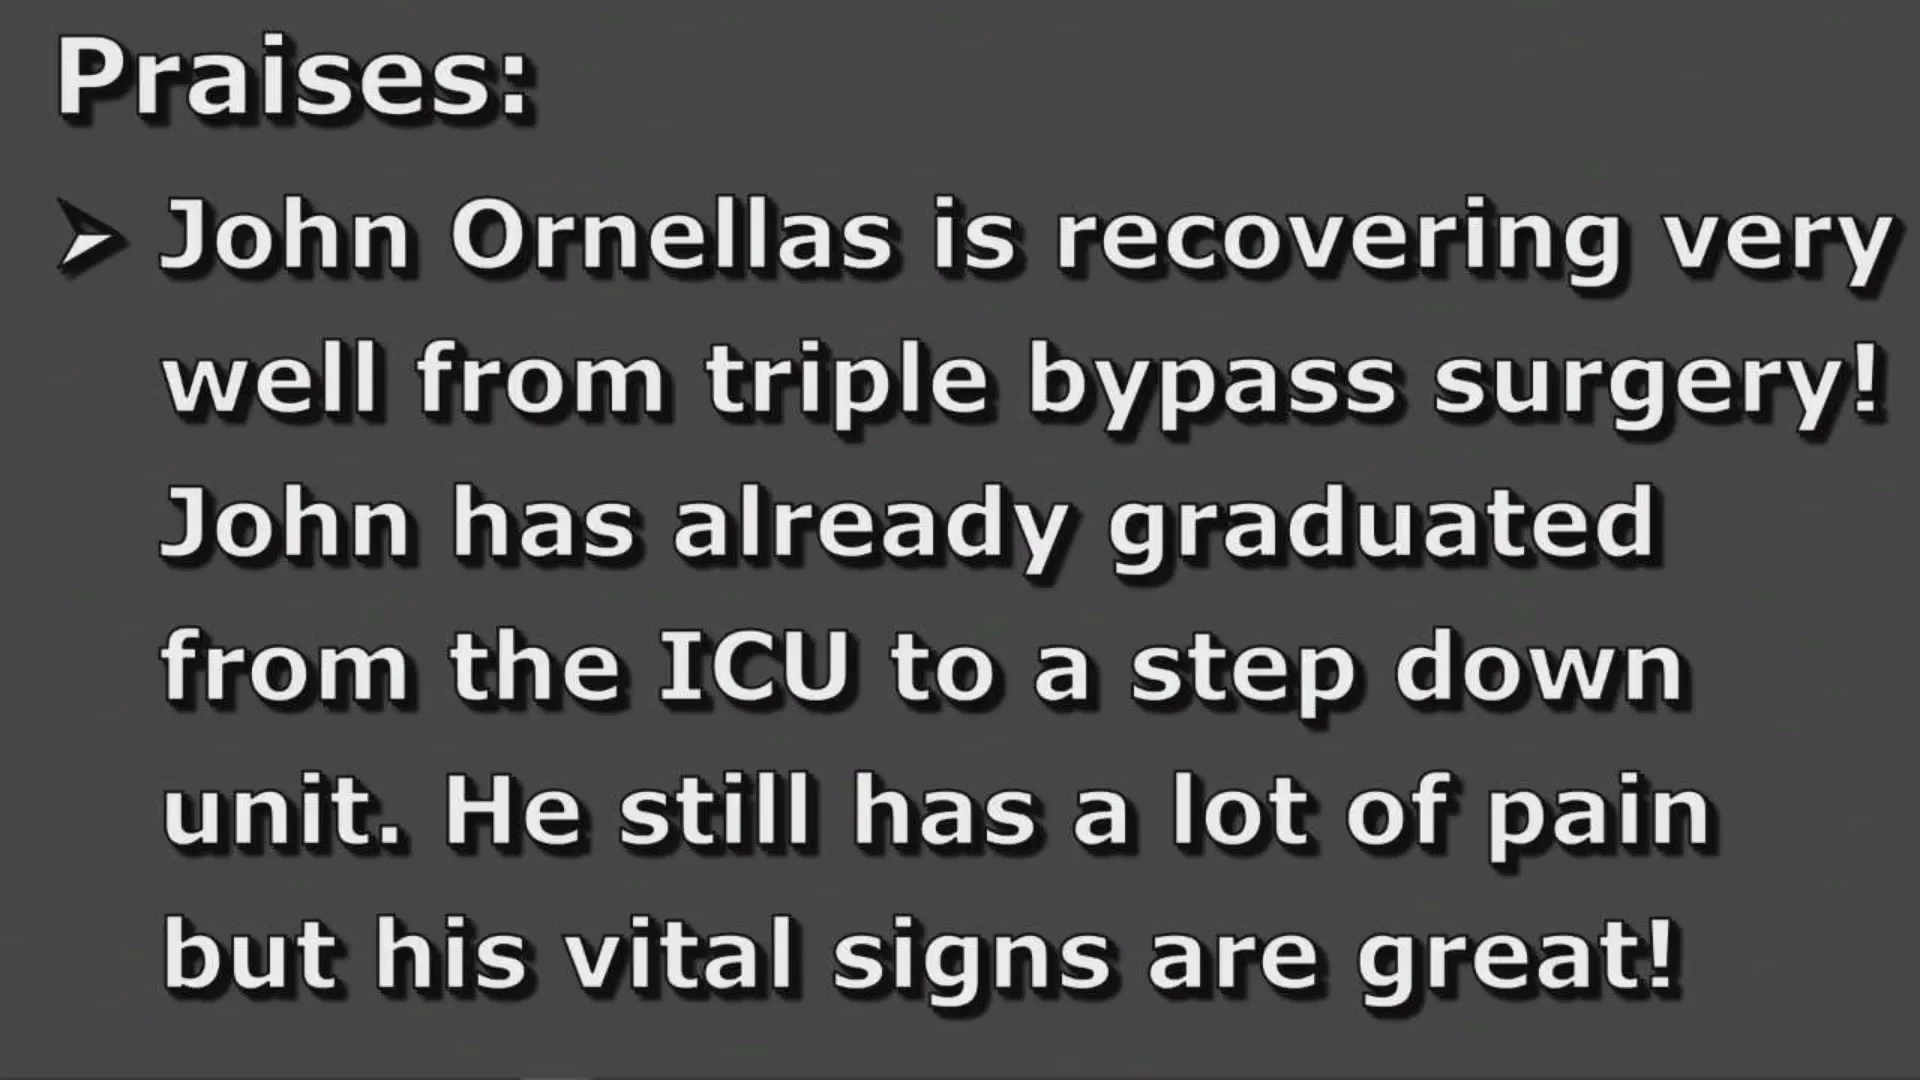 Praises:
➢ John Ornellas is recovering very
well from triple bypass surgery!
John has already graduated
from the ICU to a step down
unit. He still has a lot of pain
but his vital signs are great!